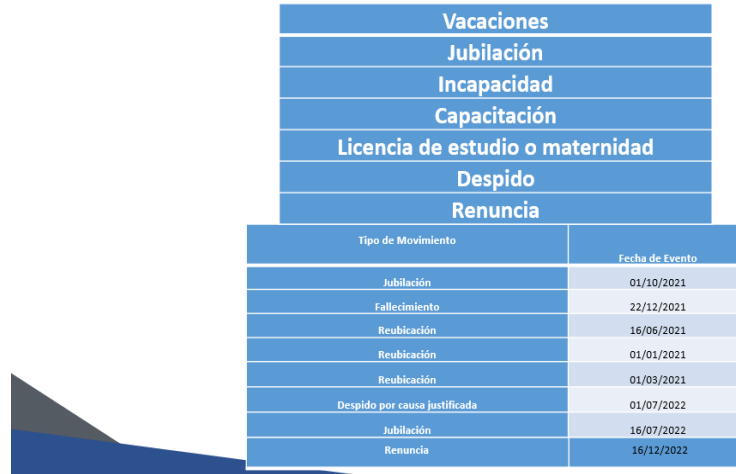 Vacaciones
Jubilación
Incapacidad
Capacitación
Licencia de estudio o maternidad
Despido
Renuncia
Tipo de Movimiento Fecha de Evento
Jubilación 01/10/2021
Fallecimiento 22/12/2021
Reubicación 16/06/2021
Reubicación 01/01/2021
Reubicación 01/03/2021
Despido por causa justificada 01/07/2022
Jubilación 16/07/2022
Renuncia 16/12/2022